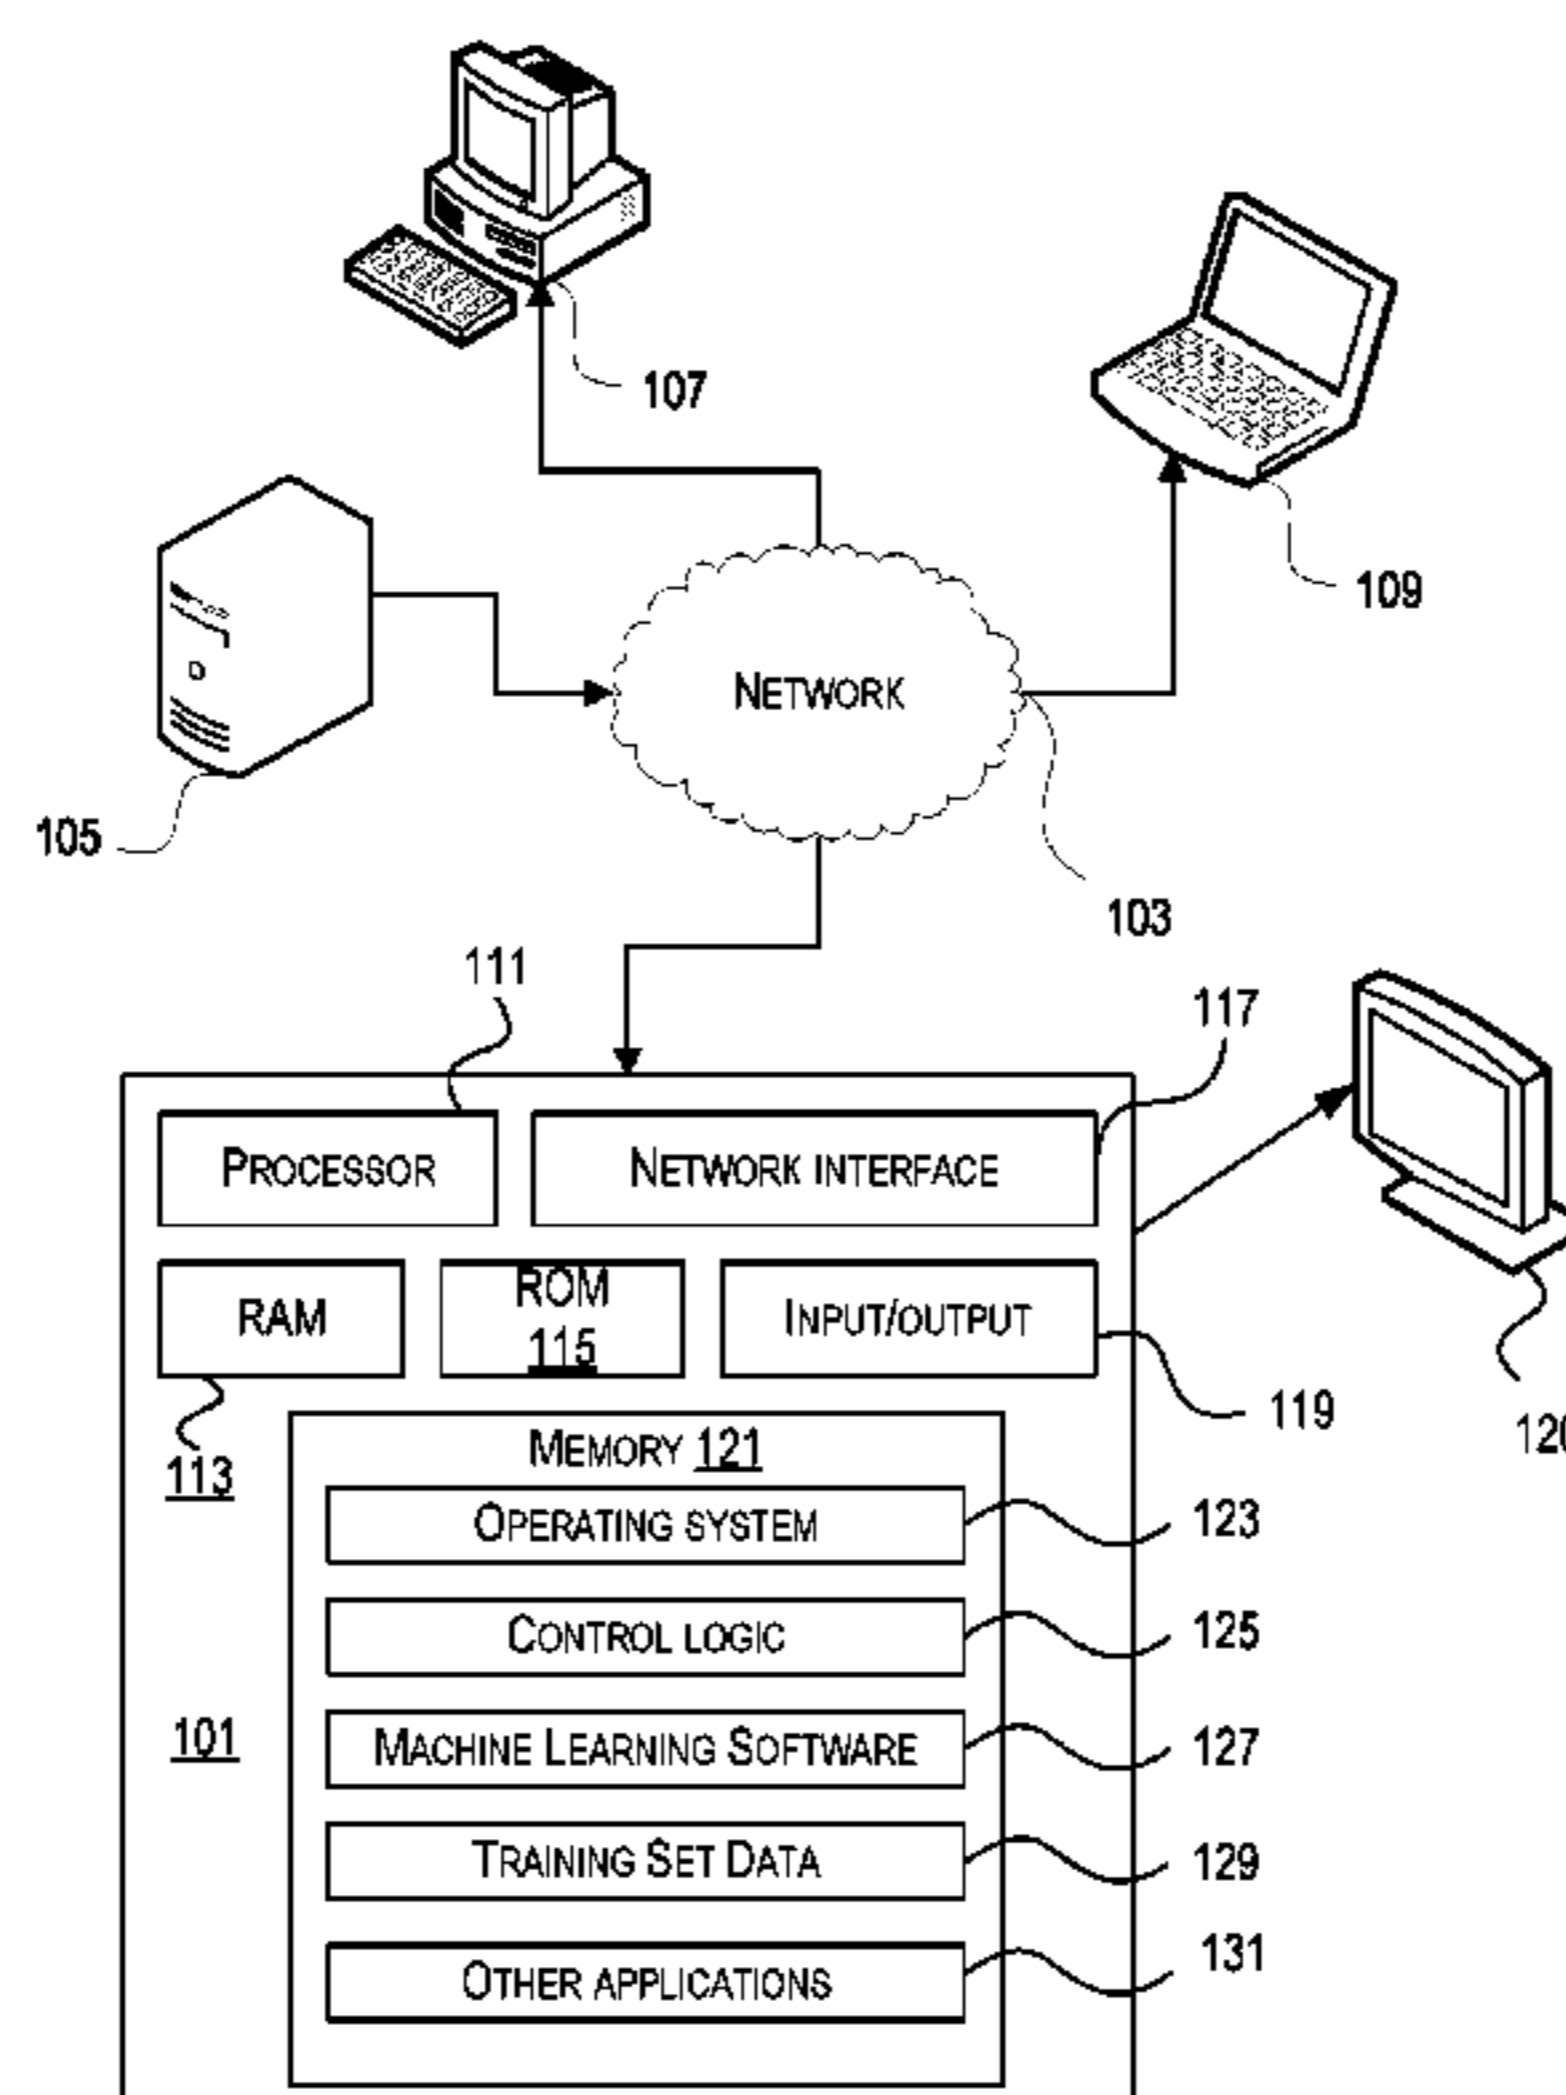 107
109
NETWORK
105
103
111
117
PROCESSOR
NETWORK INTERFACE
RAM
ROM
115
INPUT/OUTPUT
119
113
MEMORY 121
OPERATING SYSTEM
123
CONTROL LOGIC
125
101
MACHINE LEARNING SOFTWARE
127
TRAINING SET DATA
129
OTHER APPLICATIONS
131